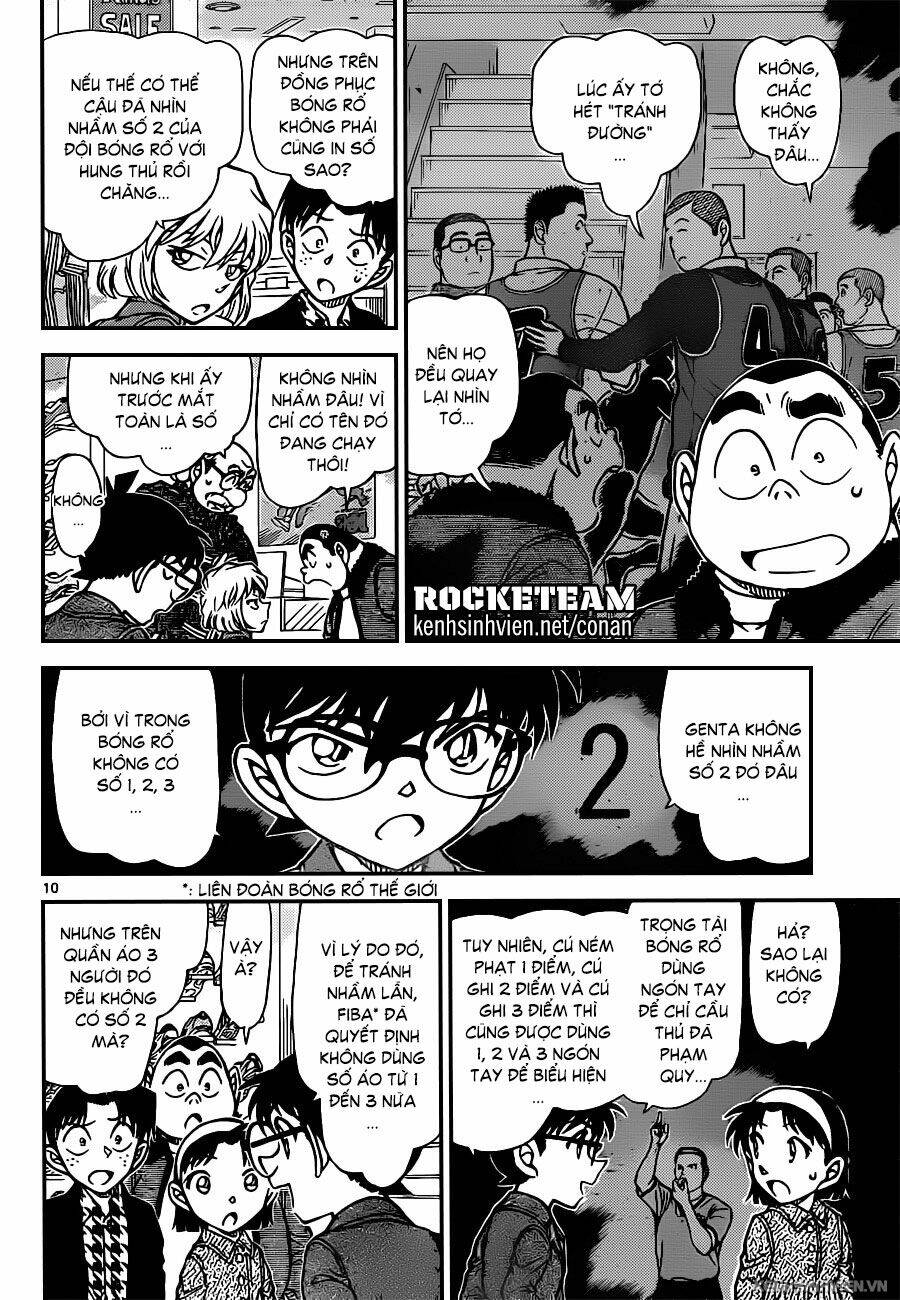 KHÔNG,
CHẮC
KHÔNG
THẤY
ĐÂU...
LÚC ẤY TỚ
HÉT "TRÁNH
ĐƯỜNG"
...
NÊN HỌ
ĐỀU QUAY
LẠI NHÌN
TỚ...
4
5
ROCKETEAM
kenhsinhvien.net/conan
SALE
NHƯNG TRÊN
ĐỒNG PHỤC
BÓNG RỔ
KHÔNG PHẢI
CŨNG IN SỐ
SAO?
NẾU THẾ CÓ THỂ
CẬU ĐÃ NHÌN
NHẦM SỐ 2 CỦA
ĐỘI BÓNG RỔ VỚI
HUNG THỦ RỒI
CHĂNG...
KHÔNG NHÌN
NHẦM ĐÂU! VÌ
CHỈ CÓ TÊN ĐÓ
ĐANG CHẠY
THÔI!
NHƯNG KHI ẤY
TRƯỚC MẮT
TOÀN LÀ SỐ
...
KHÔNG
...
GENTA KHÔNG
HỀ NHÌN NHẦM
SỐ 2 ĐÓ ĐÂU
...
2
BỞI VÌ TRONG
BÓNG RỔ
KHÔNG CÓ
SỐ 1, 2, 3
...
10
*: LIÊN ĐOÀN BÓNG RỔ THẾ GIỚI
HẢ?
SAO LẠI
KHÔNG
CÓ?
TRỌNG TÀI
BÓNG RỔ
DÙNG
NGÓN TAY
ĐỂ CHỈ CẦU
THỦ ĐÃ
PHẠM
QUY...
TUY NHIÊN, CÚ NÉM
PHẠT 1 ĐIỂM, CÚ
GHI 2 ĐIỂM VÀ CÚ
GHI 3 ĐIỂM THÌ
CŨNG ĐƯỢC DÙNG
1, 2 VÀ 3 NGÓN
TAY ĐỂ BIỂU HIỆN
...
VÌ LÝ DO ĐÓ,
ĐỂ TRÁNH
NHẦM LẪN,
FIBA* ĐÃ
QUYẾT ĐỊNH
KHÔNG DÙNG
SỐ ÁO TỪ 1
ĐẾN 3 NỮA
...
VẬY
À?
NHƯNG TRÊN
QUẦN ÁO 3
NGƯỜI ĐÓ
ĐỀU KHÔNG
CÓ SỐ 2
MÀ?